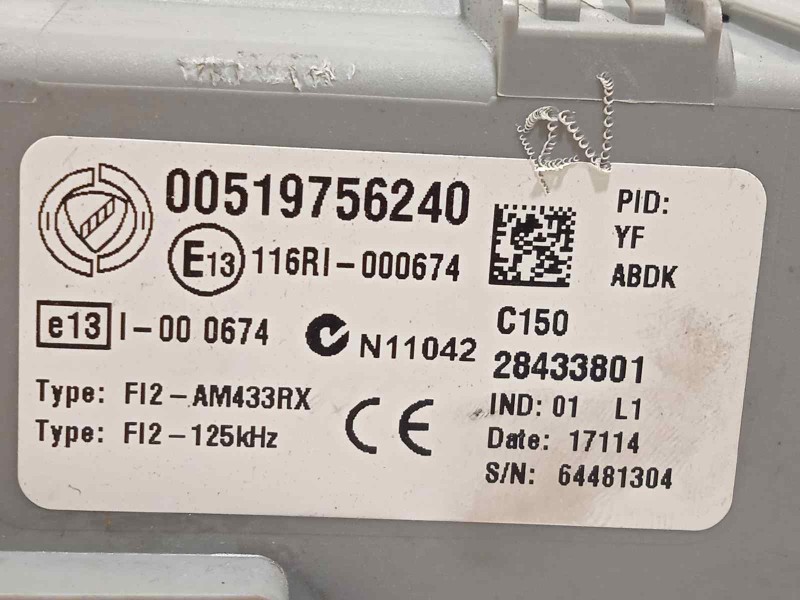 00519756240
PID:
YF
ABDK
E13 116RI-000674
e13 I-00 0674
N11042
C150
28433801
Type: FI2-AM433RX
IND: 01 L1
Type: FI2-125kHz
CE
Date: 17114
S/N: 64481304